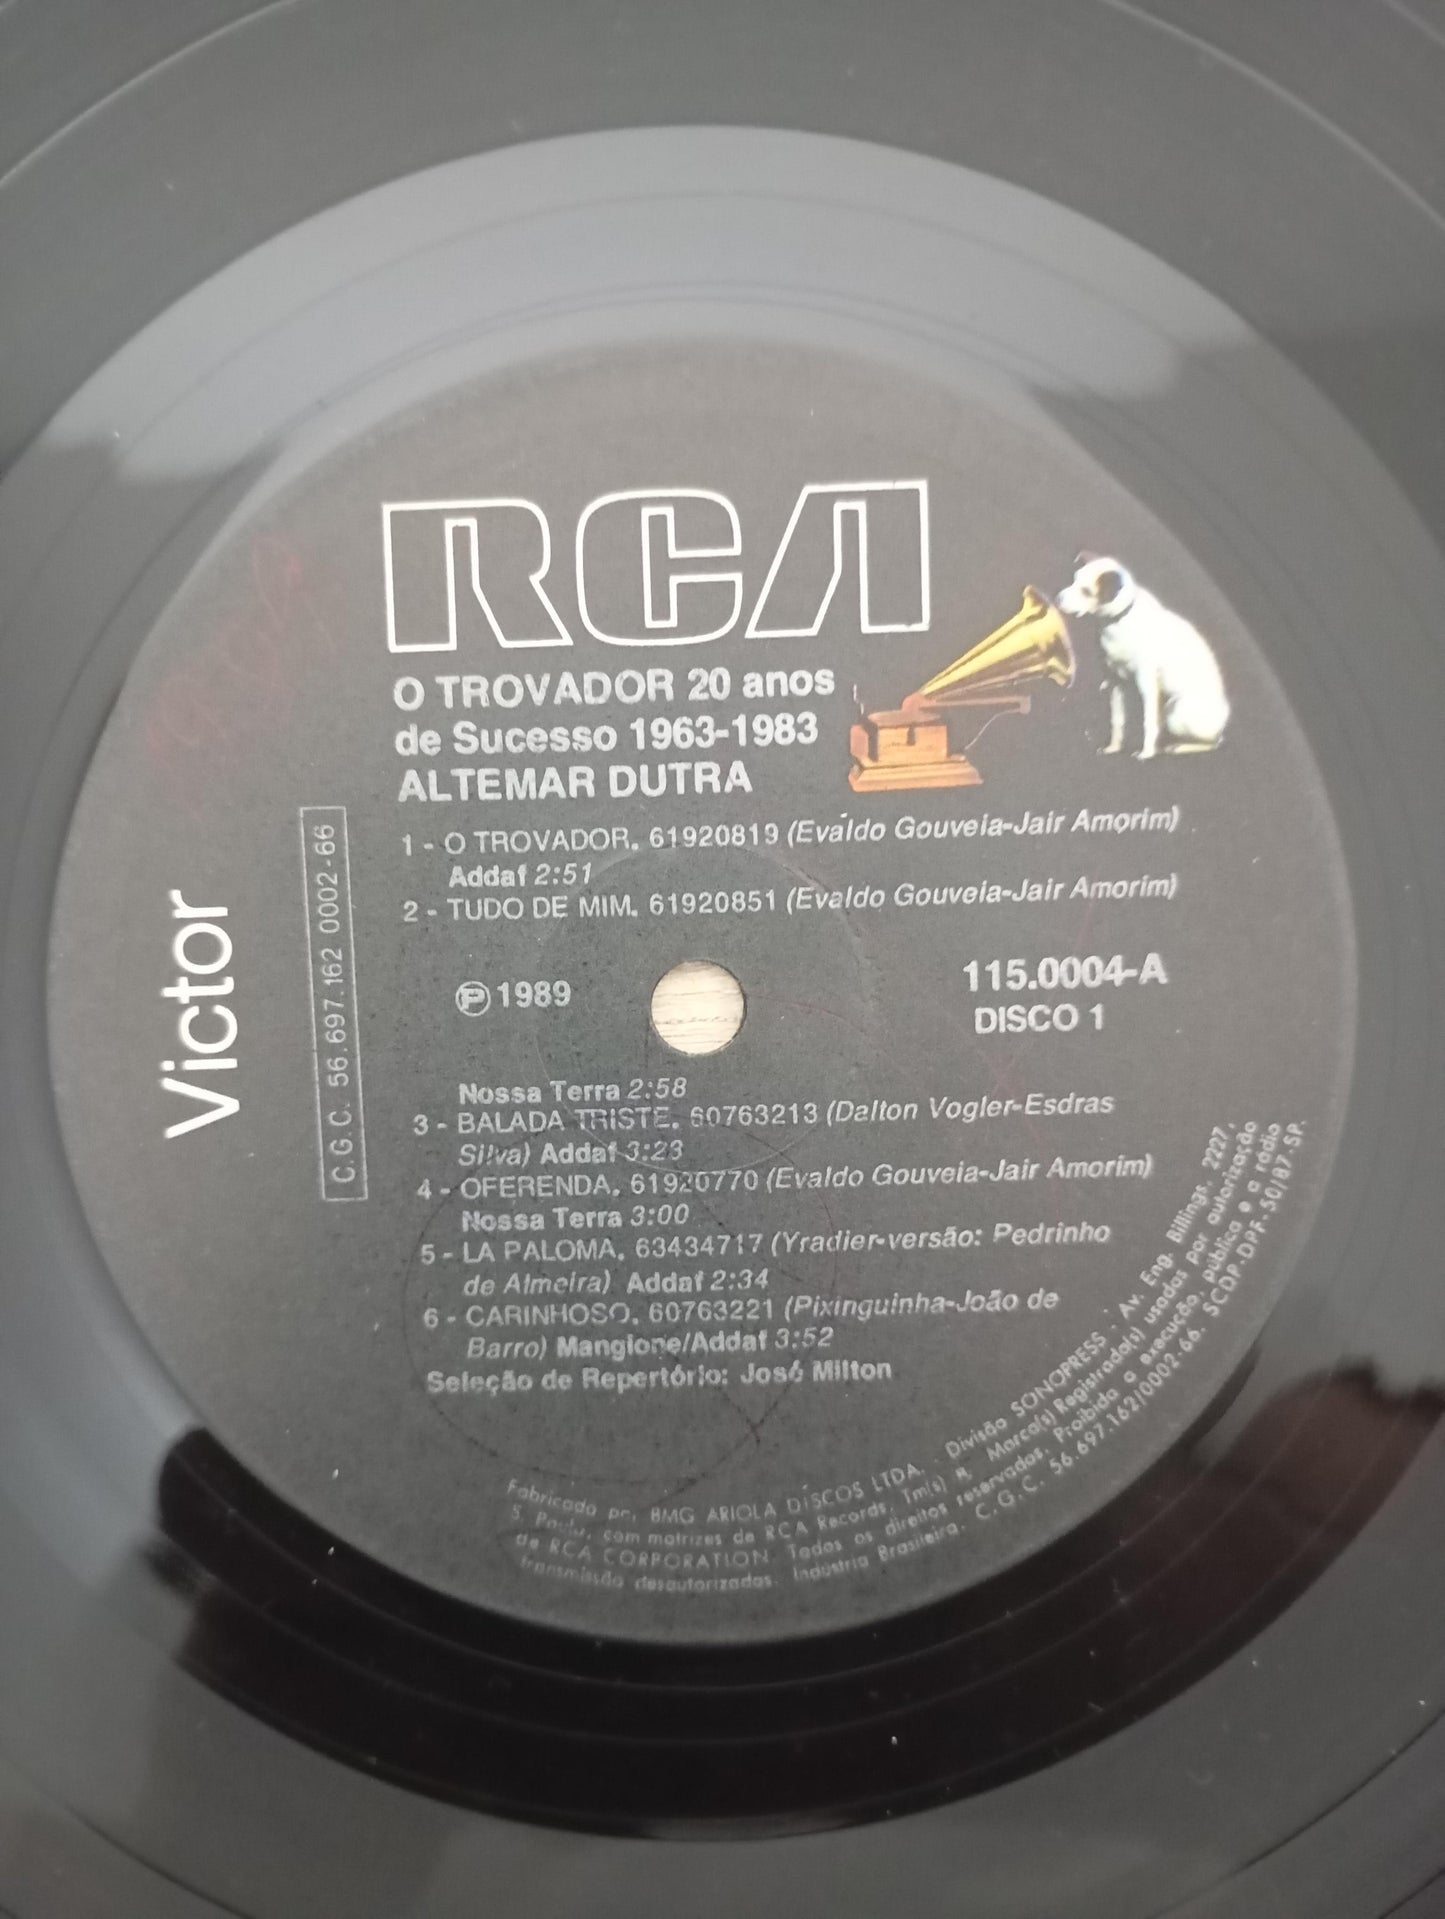 RCA
O TROVADOR 20 anos
de Sucesso 1963-1983
ALTEMAR DUTRA
1 - O TROVADOR. 61920819 (Evaldo Gouveia-Jair Amorim)
Addaf 2:51
2 - TUDO DE MIM. 61920851 (Evaldo Gouveia-Jair Amorim)
Victor
C.G.C. 56.697.162 0002-66
Ⓟ 1989
115.0004-A
DISCO 1
Nossa Terra 2:58
3 - BALADA TRISTE. 60763213 (Dalton Vogler-Esdras
Silva) Addaf 3:23
4 - OFERENDA. 61920770 (Evaldo Gouveia-Jair Amorim)
Nossa Terra 3:00
5 - LA PALOMA. 63434717 (Yradier-versão: Pedrinho
de Almeira) Addaf 2:34
6 - CARINHOSO. 60763221 (Pixinguinha-João de
Barro) Mangione/Addaf 3:52
Seleção de Repertório: José Milton
Fabricado por BMG ARIOLA DISCOS LTDA. . Divisão SONOPRESS - Av. Eng. Billings, 2227,
S. Paulo, com matrizes da RCA Records. Tm(s) R. Marca(s) Registrada(s) usadas por autorização
de RCA CORPORATION. Todos os direitos reservados. Proibida a execução, pública e a rádio
transmissão desautorizadas. Indústria Brasileira. C.G.C. 56.697.162/0002-66. SCDP-DPF-50/87-SP.